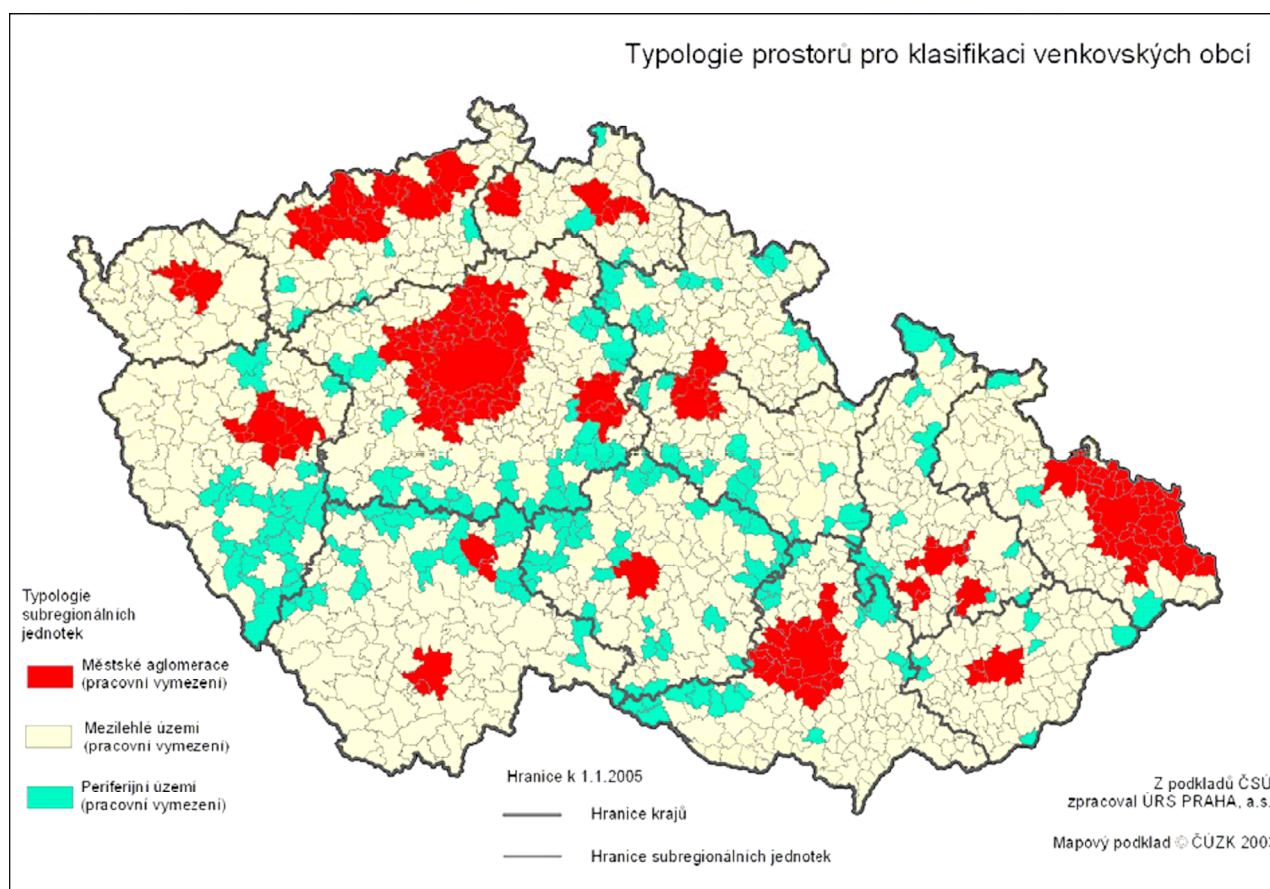 Typologie prostorů pro klasifikaci venkovských obcí
Typologie
subregionálních
jednotek
Městské aglomerace
(pracovní vymezení)
Mezilehlé území
(pracovní vymezení)
Periferijní území
(pracovní vymezení)
Hranice k 1.1.2005
Hranice krajů
Hranice subregionálních jednotek
Z podkladů ČSÚ
zpracoval ÚRS PRAHA, a.s.
Mapový podklad © ČÚZK 2003